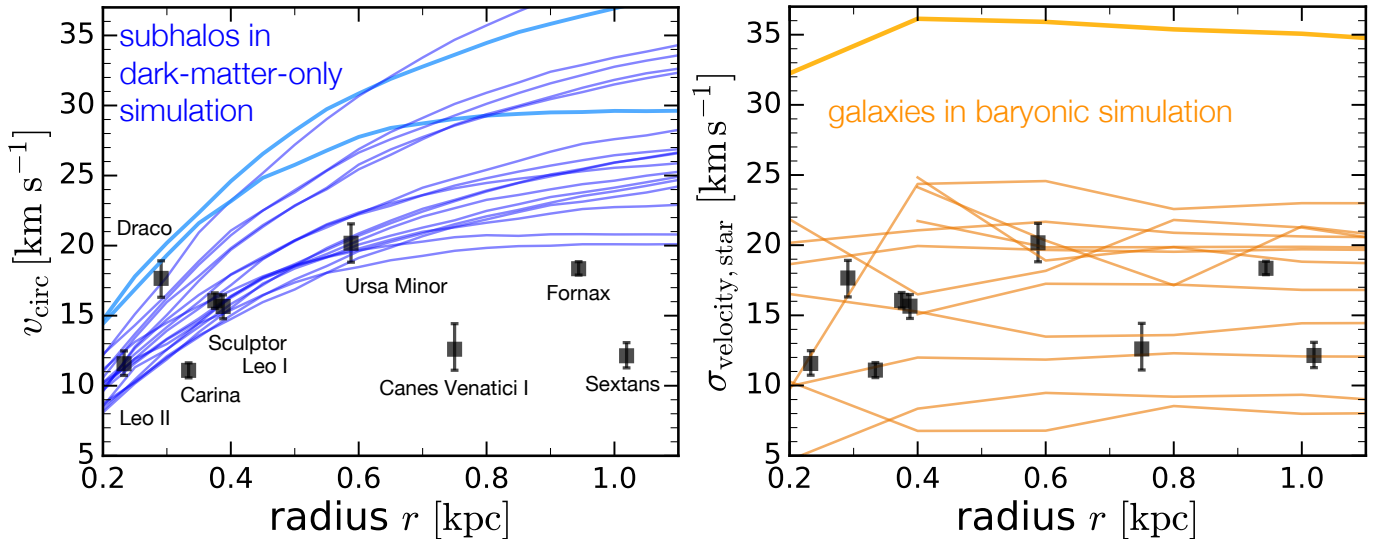 35
30
25
20
15
10
5
v_circ [km s⁻¹]
subhalos in
dark-matter-only
simulation
Draco
Ursa Minor
Fornax
Sculptor
Leo I
Carina
Canes Venatici I
Sextans
Leo II
0.2 0.4 0.6 0.8 1.0
radius r [kpc]
35
30
25
20
15
10
5
σ_velocity, star [km s⁻¹]
galaxies in baryonic simulation
0.2 0.4 0.6 0.8 1.0
radius r [kpc]